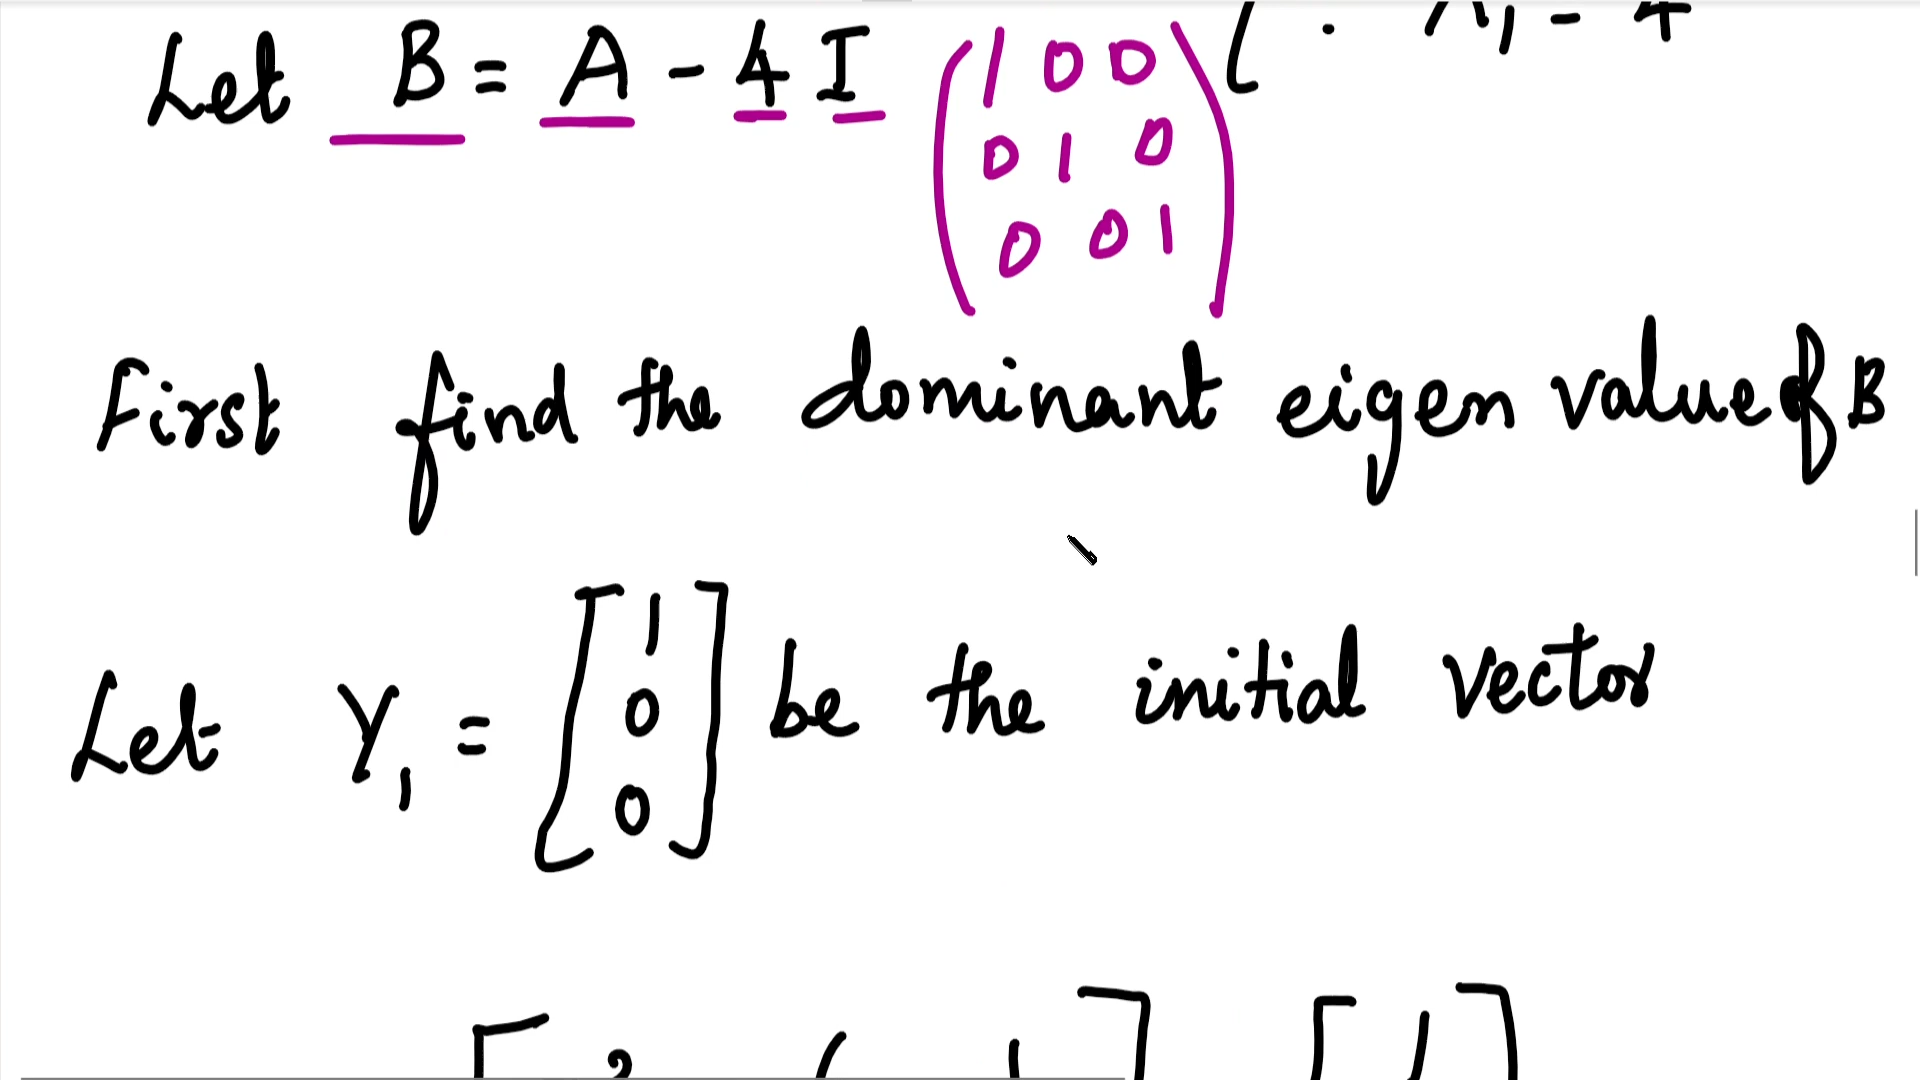 Let B = A - 4 I (1 0 0
0 1 0
0 0 1)
First find the dominant eigen value of B
Let Y1 = [1
0
0] be the initial vector